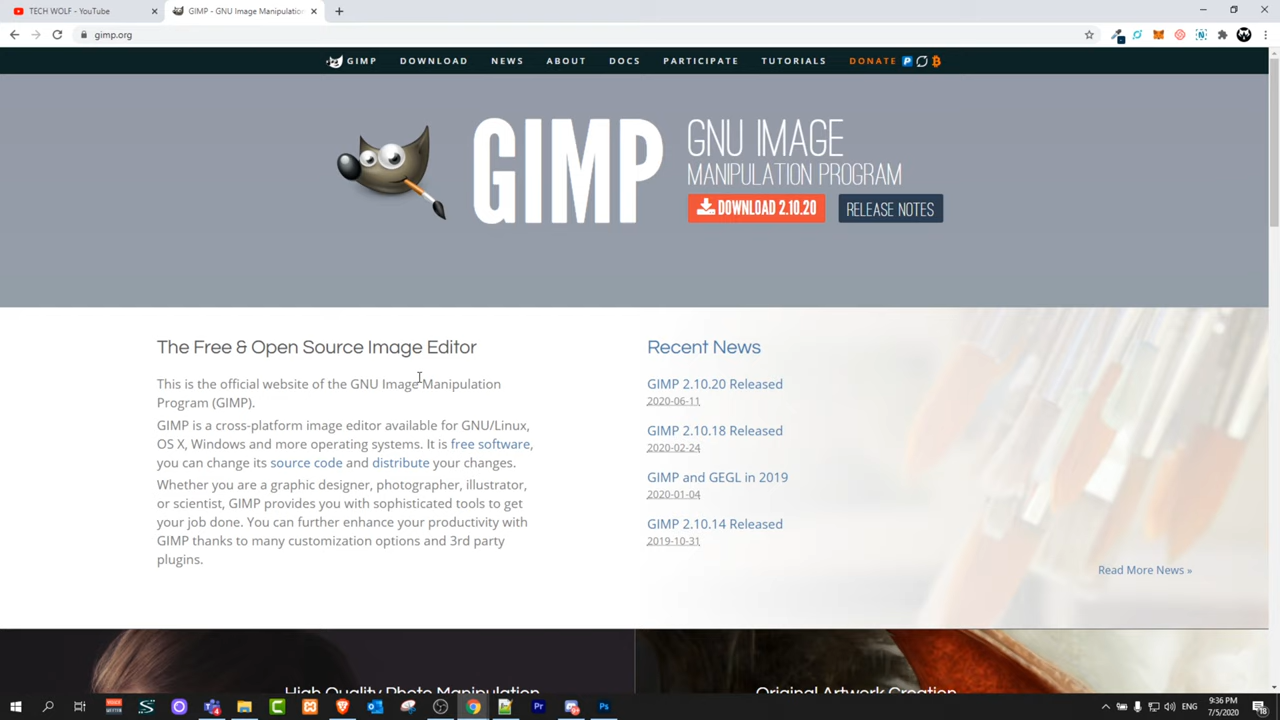 TECH WOLF - YouTube
GIMP - GNU Image Manipulation
gimp.org
GIMP DOWNLOAD NEWS ABOUT DOCS PARTICIPATE TUTORIALS DONATE
GIMP
GNU IMAGE
MANIPULATION PROGRAM
DOWNLOAD 2.10.20
RELEASE NOTES
The Free & Open Source Image Editor
This is the official website of the GNU Image Manipulation
Program (GIMP).
GIMP is a cross-platform image editor available for GNU/Linux,
OS X, Windows and more operating systems. It is free software,
you can change its source code and distribute your changes.
Whether you are a graphic designer, photographer, illustrator,
or scientist, GIMP provides you with sophisticated tools to get
your job done. You can further enhance your productivity with
GIMP thanks to many customization options and 3rd party
plugins.
Recent News
GIMP 2.10.20 Released
2020-06-11
GIMP 2.10.18 Released
2020-02-24
GIMP and GEGL in 2019
2020-01-04
GIMP 2.10.14 Released
2019-10-31
Read More News »
High Quality Photo Manipulation
Original Artwork Creation
ENG
9:36 PM
7/5/2020